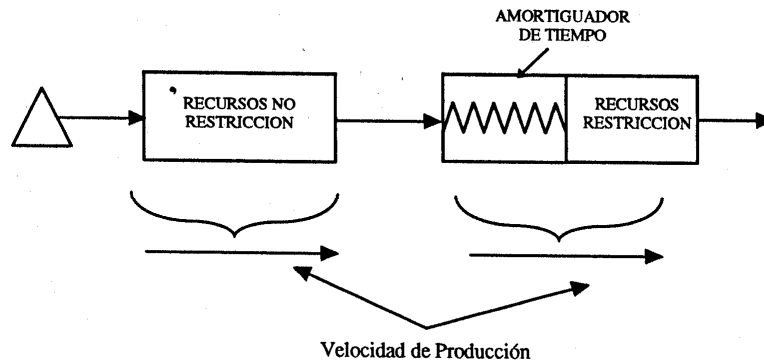 AMORTIGUADOR
DE TIEMPO
RECURSOS NO
RESTRICCION
RECURSOS
RESTRICCION
Velocidad de Producción